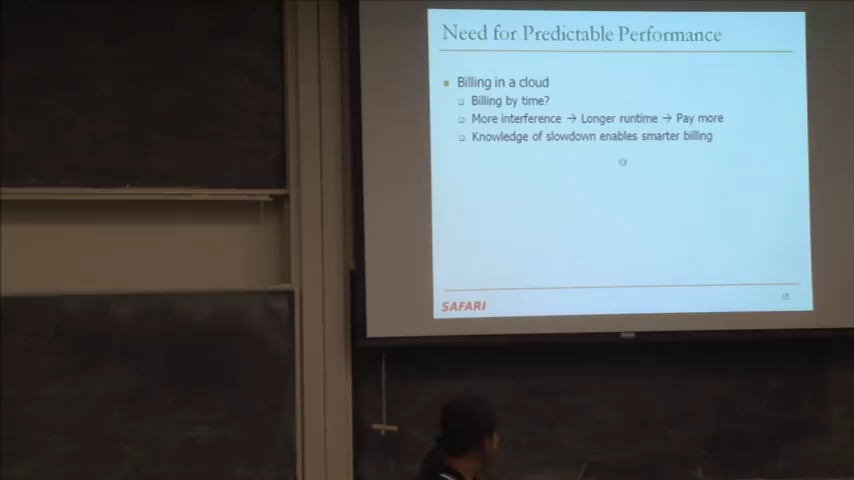 Need for Predictable Performance
Billing in a cloud
Billing by time?
More interference → Longer runtime → Pay more
Knowledge of slowdown enables smarter billing
SAFARI